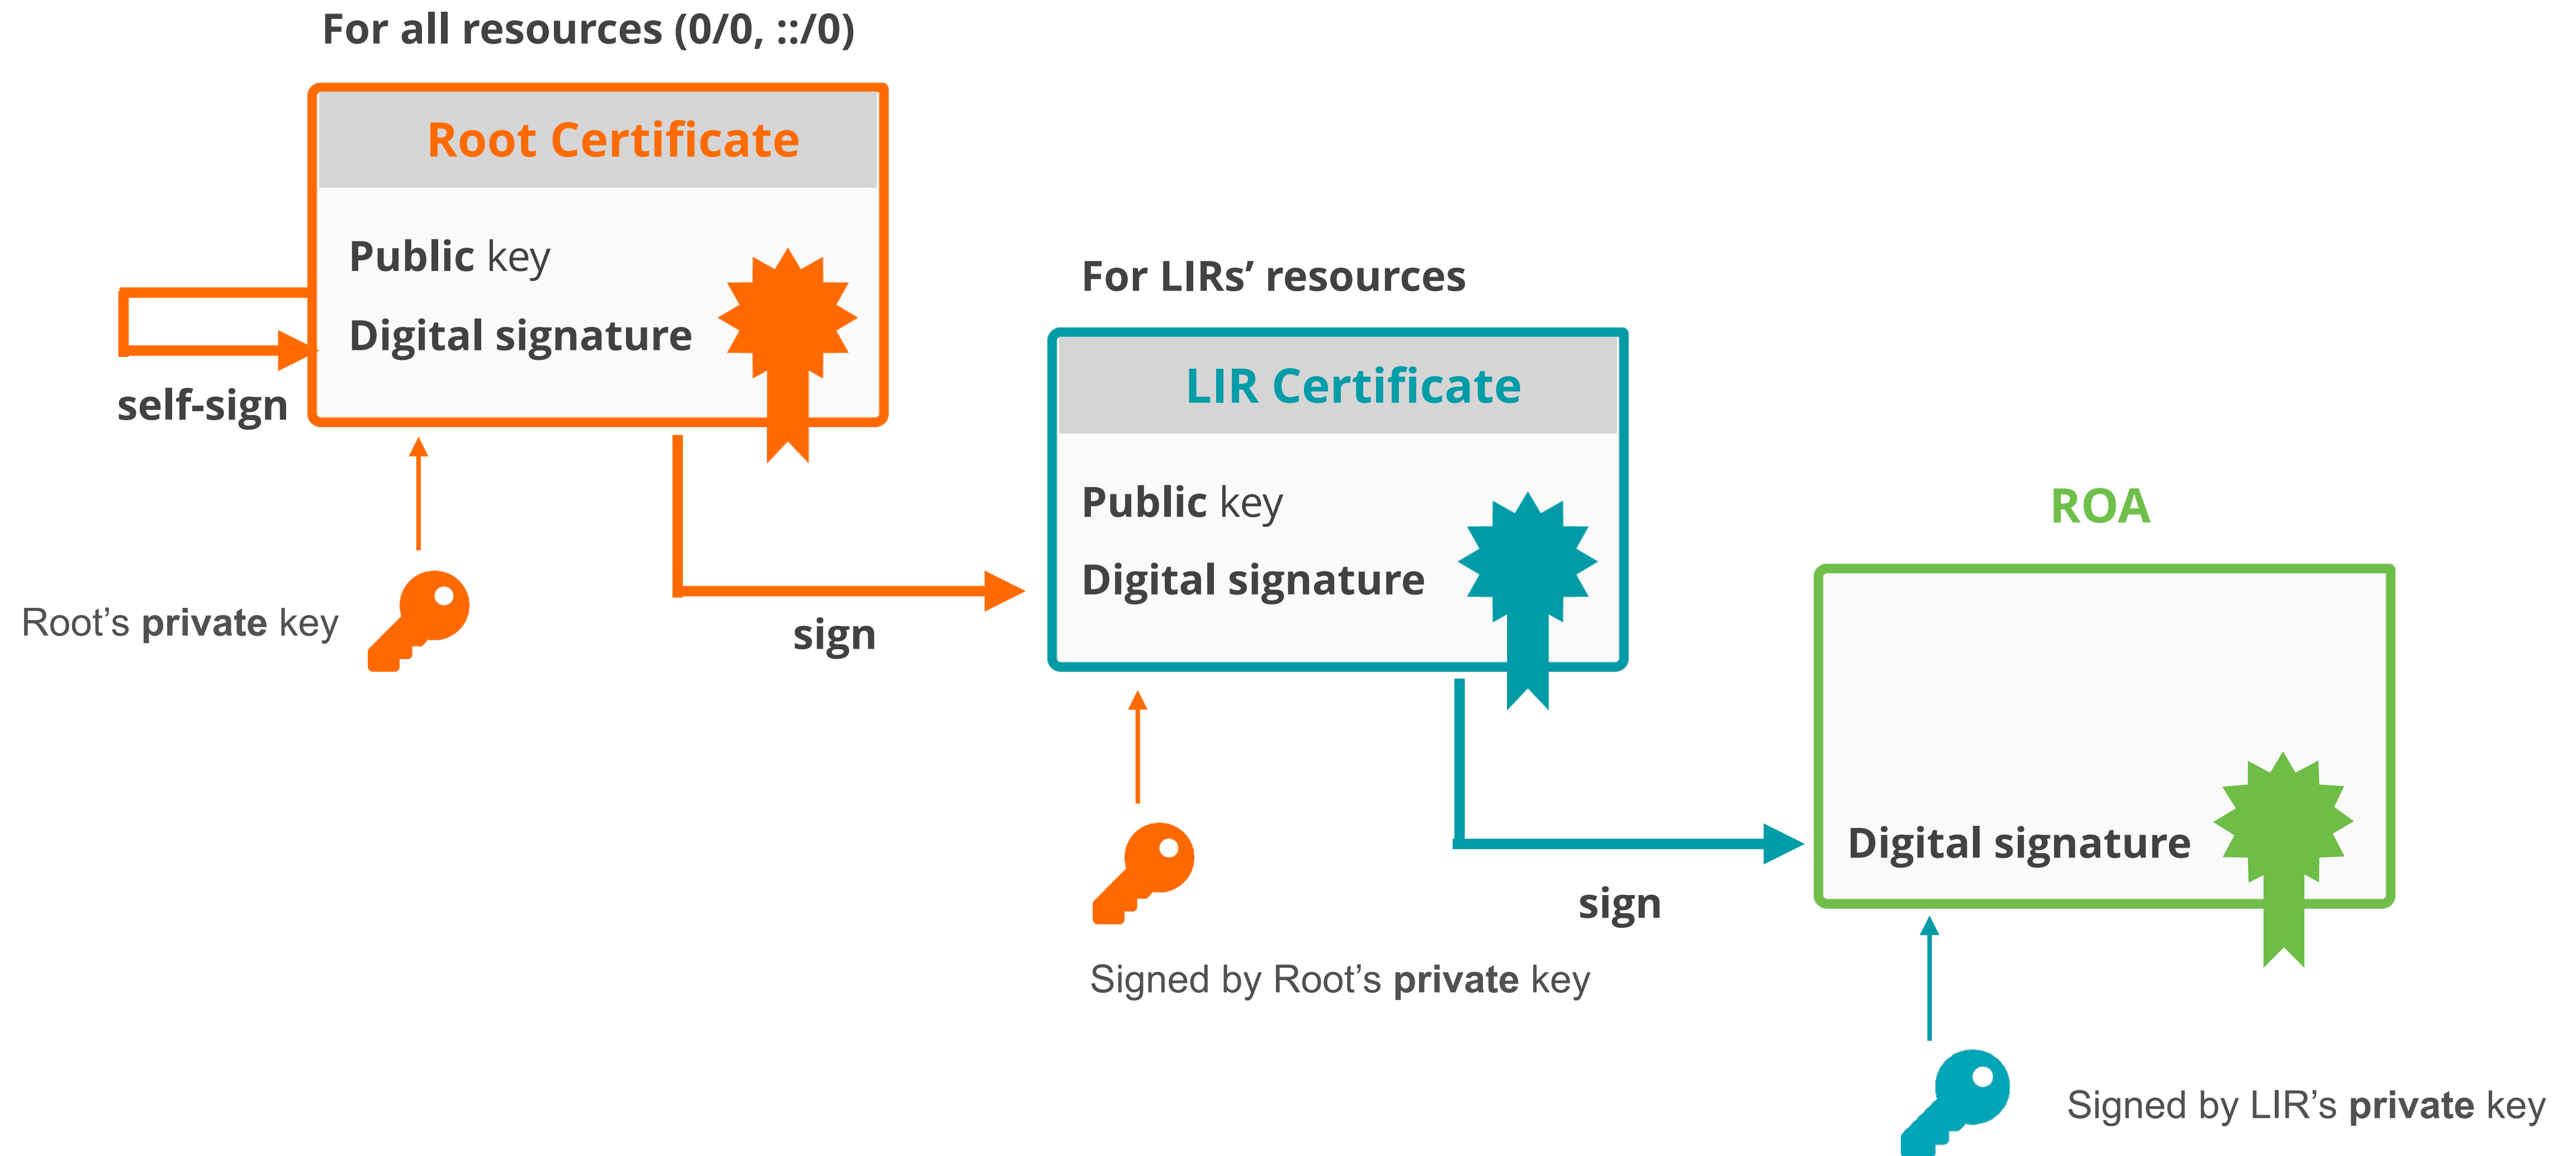 For all resources (0/0, ::/0)
Root Certificate
Public key
Digital signature
self-sign
Root’s private key
sign
For LIRs’ resources
LIR Certificate
Public key
Digital signature
Signed by Root’s private key
sign
ROA
Digital signature
Signed by LIR’s private key